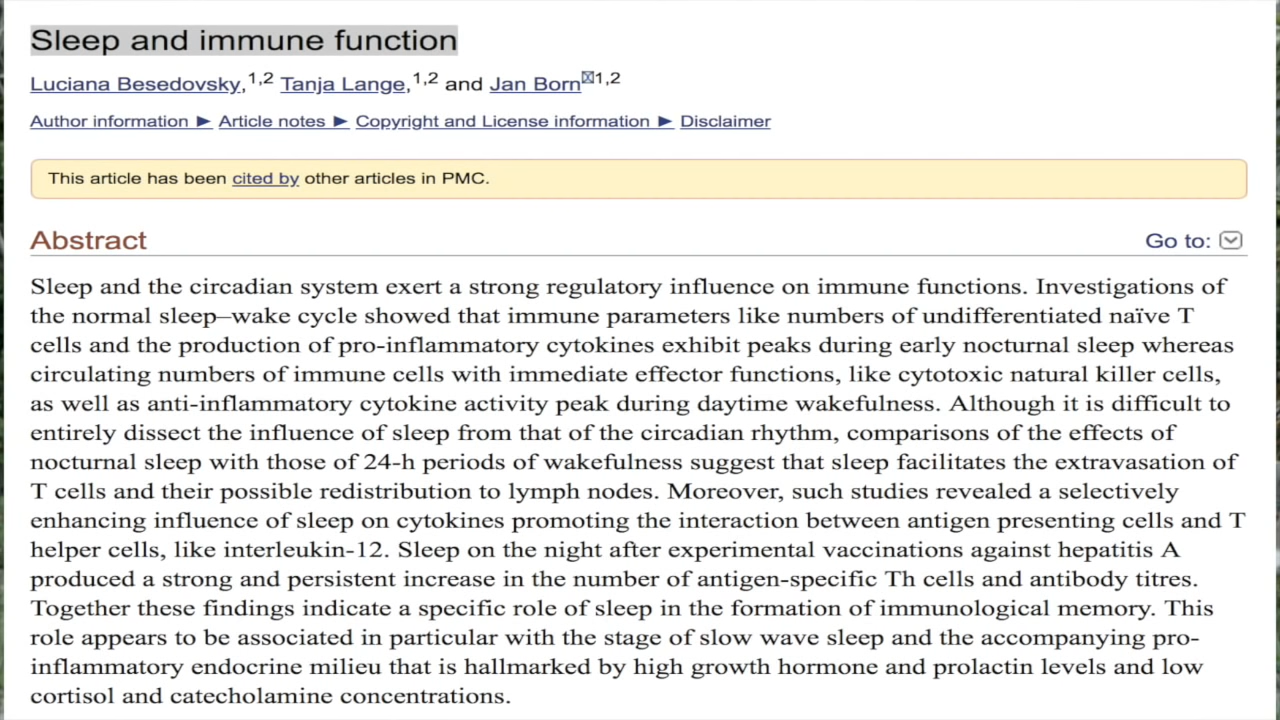 Sleep and immune function
Luciana Besedovsky,1,2 Tanja Lange,1,2 and Jan Born1,2
Author information ► Article notes ► Copyright and License information ► Disclaimer
This article has been cited by other articles in PMC.
Abstract
Go to:
Sleep and the circadian system exert a strong regulatory influence on immune functions. Investigations of
the normal sleep–wake cycle showed that immune parameters like numbers of undifferentiated naïve T
cells and the production of pro-inflammatory cytokines exhibit peaks during early nocturnal sleep whereas
circulating numbers of immune cells with immediate effector functions, like cytotoxic natural killer cells,
as well as anti-inflammatory cytokine activity peak during daytime wakefulness. Although it is difficult to
entirely dissect the influence of sleep from that of the circadian rhythm, comparisons of the effects of
nocturnal sleep with those of 24-h periods of wakefulness suggest that sleep facilitates the extravasation of
T cells and their possible redistribution to lymph nodes. Moreover, such studies revealed a selectively
enhancing influence of sleep on cytokines promoting the interaction between antigen presenting cells and T
helper cells, like interleukin-12. Sleep on the night after experimental vaccinations against hepatitis A
produced a strong and persistent increase in the number of antigen-specific Th cells and antibody titres.
Together these findings indicate a specific role of sleep in the formation of immunological memory. This
role appears to be associated in particular with the stage of slow wave sleep and the accompanying pro-
inflammatory endocrine milieu that is hallmarked by high growth hormone and prolactin levels and low
cortisol and catecholamine concentrations.